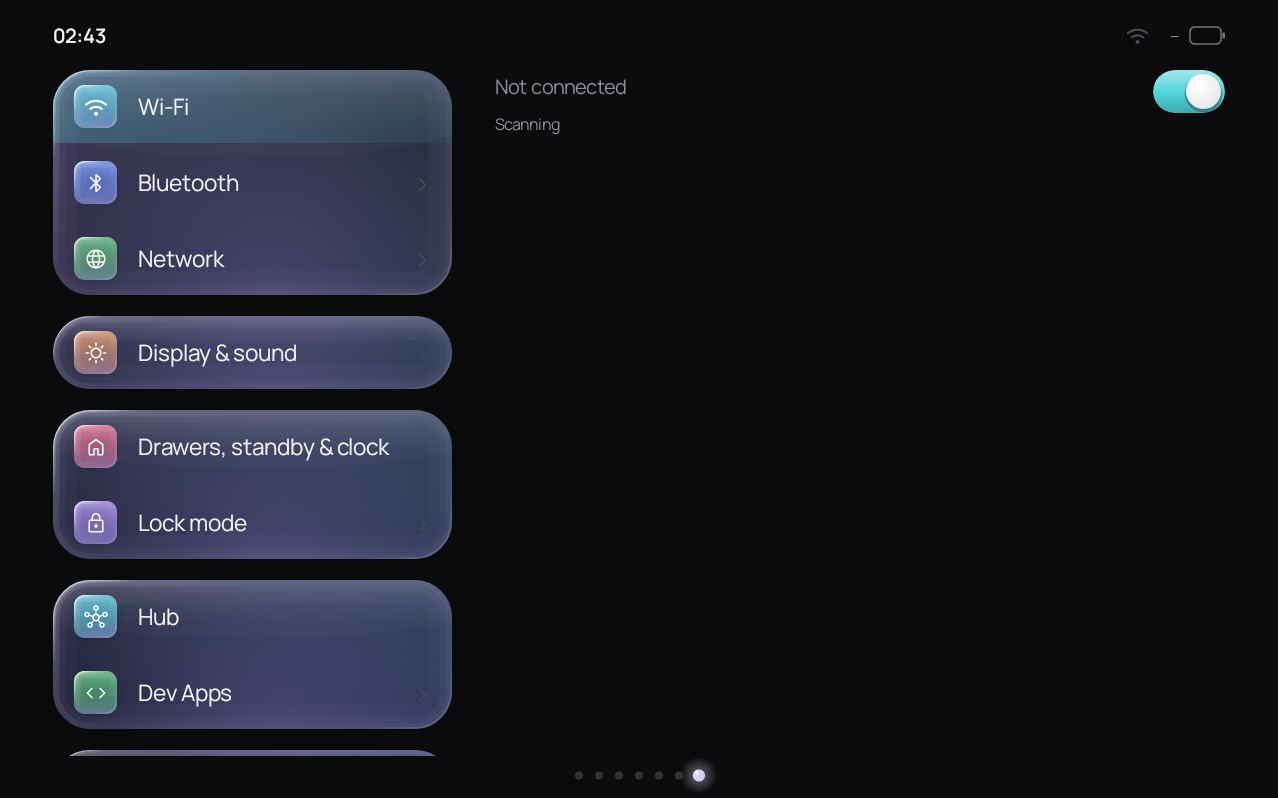 02:43
–
Wi-Fi
Not connected
Scanning
Bluetooth
Network
Display & sound
Drawers, standby & clock
Lock mode
Hub
Dev Apps